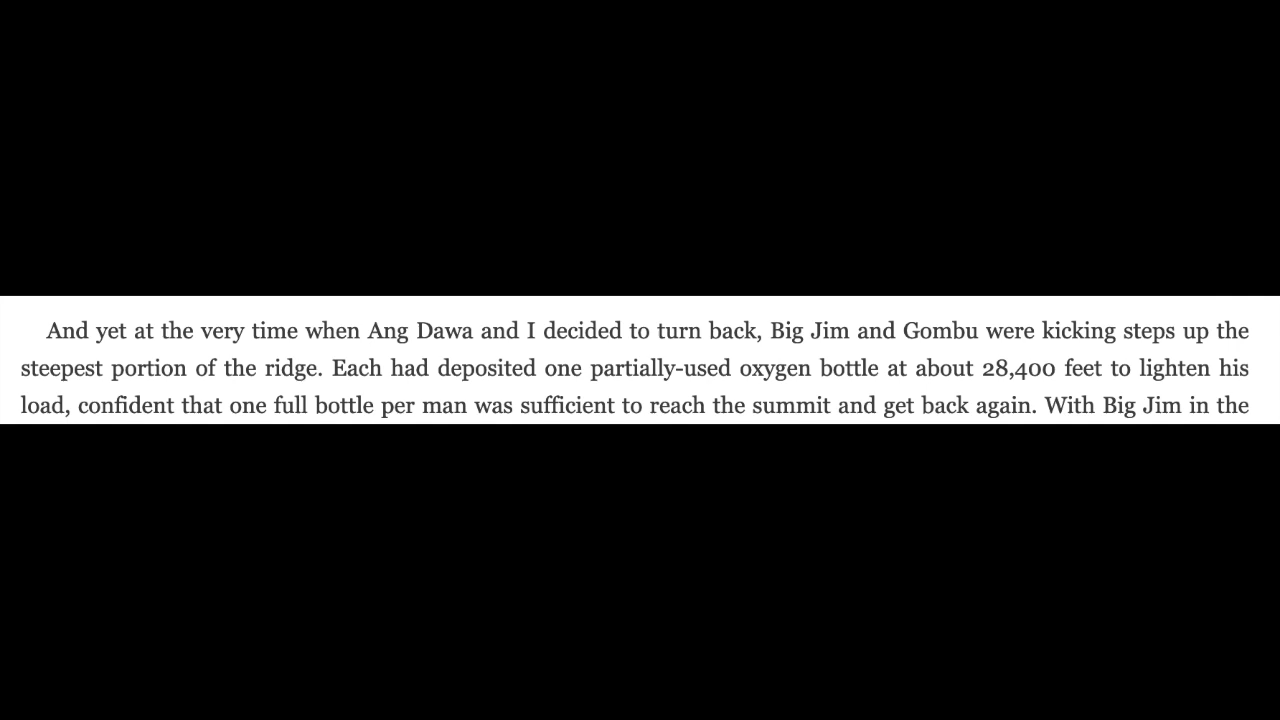 And yet at the very time when Ang Dawa and I decided to turn back, Big Jim and Gombu were kicking steps up the
steepest portion of the ridge. Each had deposited one partially-used oxygen bottle at about 28,400 feet to lighten his
load, confident that one full bottle per man was sufficient to reach the summit and get back again. With Big Jim in the